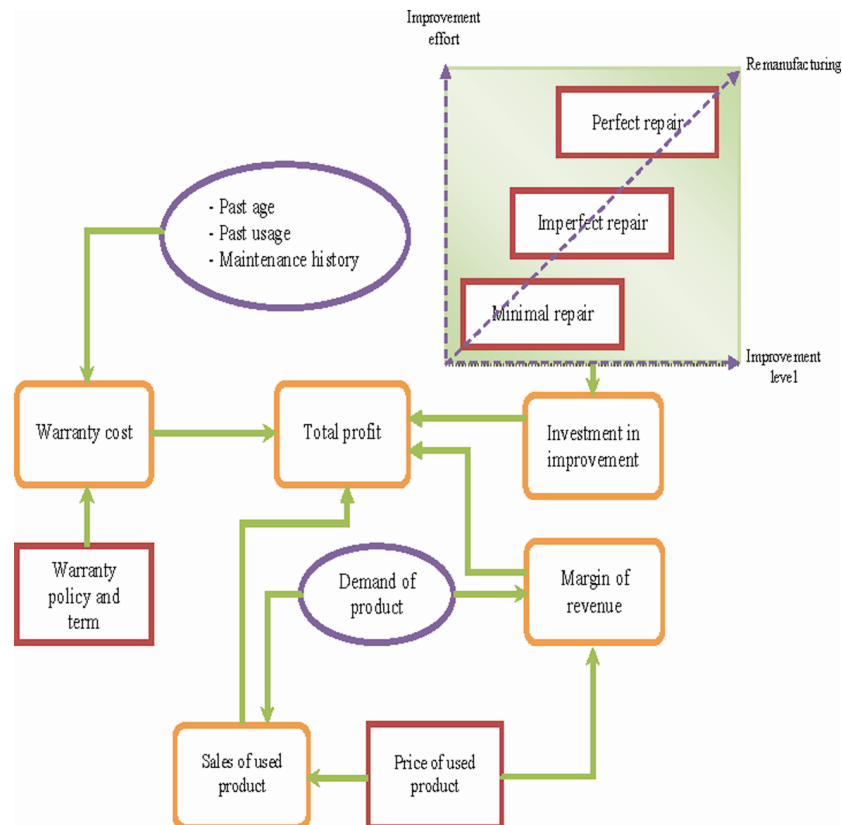 Improvement
effort
Remanufacturing
Perfect repair
Imperfect repair
Minimal repair
Improvement
level
- Past age
- Past usage
- Maintenance history
Warranty cost
Total profit
Investment in
improvement
Warranty
policy and
term
Demand of
product
Margin of
revenue
Sales of used
product
Price of used
product